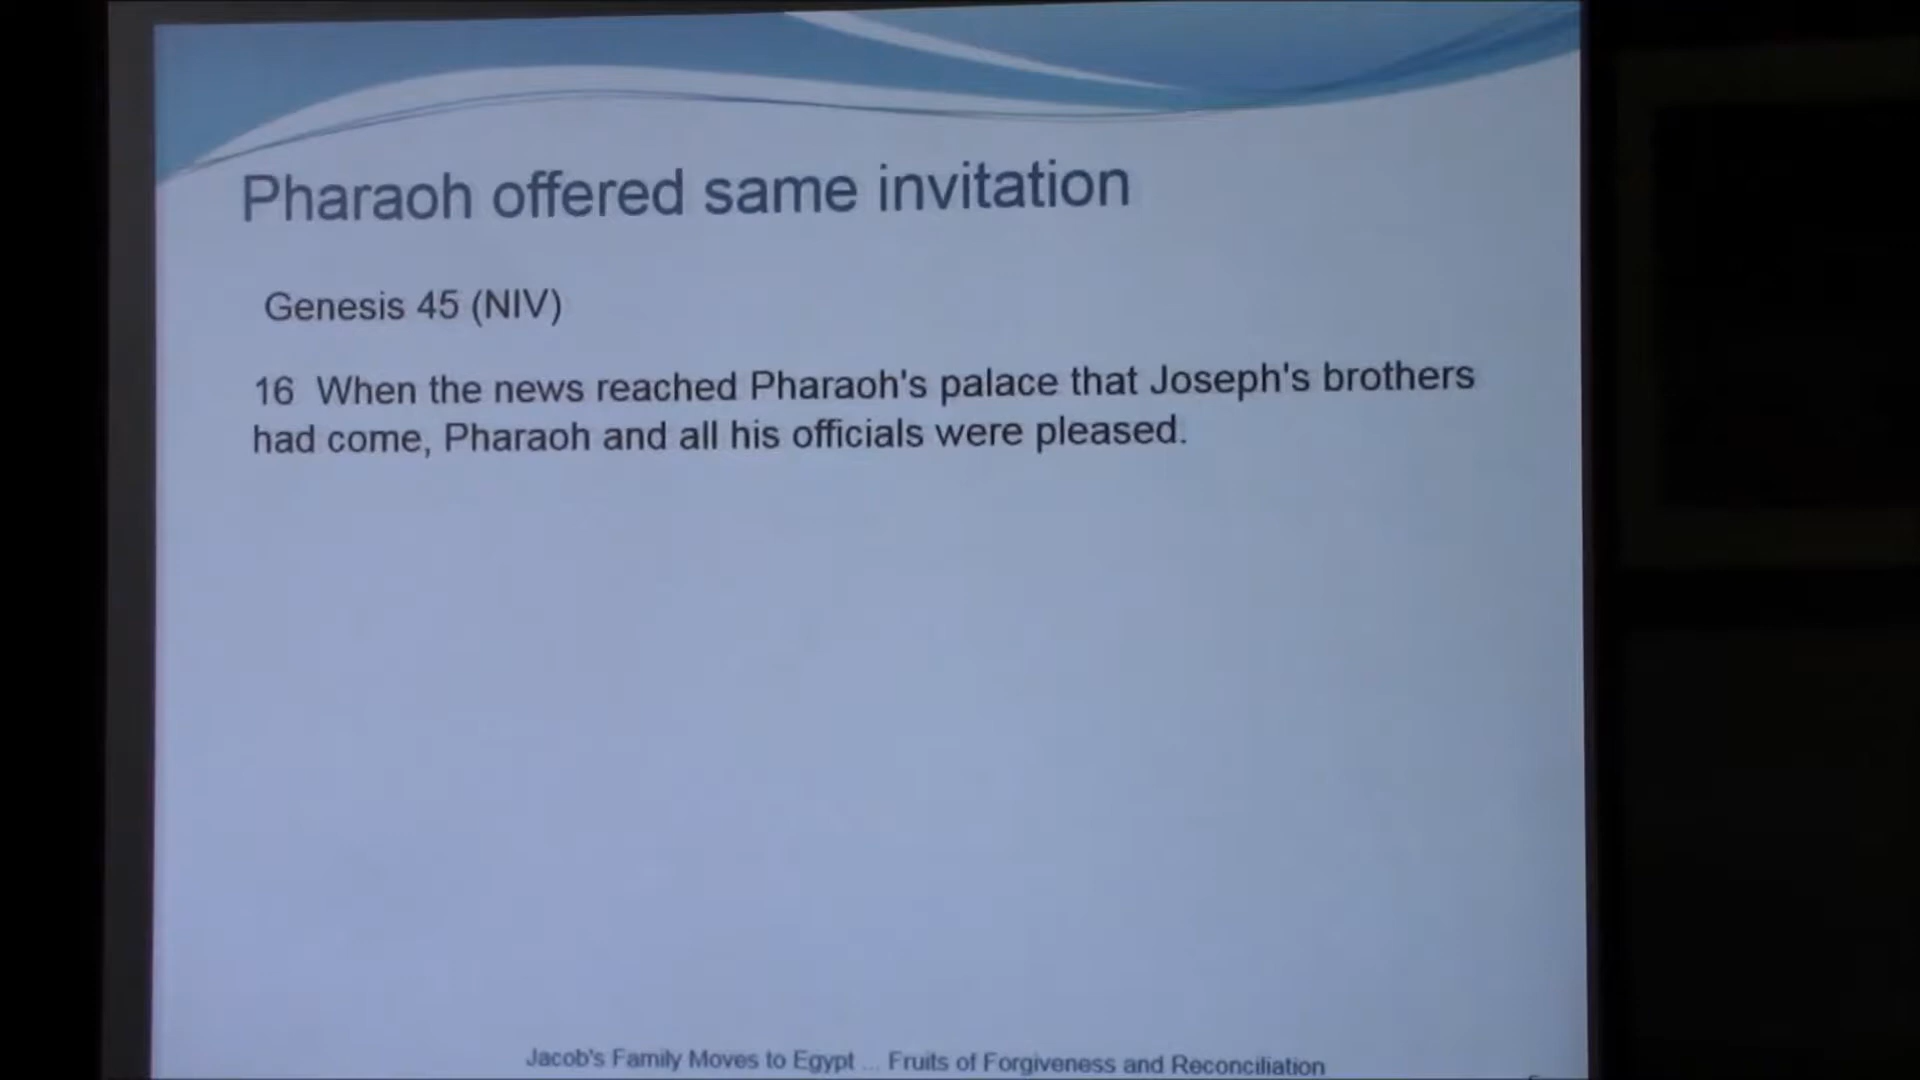 Pharaoh offered same invitation
Genesis 45 (NIV)
16 When the news reached Pharaoh's palace that Joseph's brothers
had come, Pharaoh and all his officials were pleased.
Jacob's Family Moves to Egypt ... Fruits of Forgiveness and Reconciliation